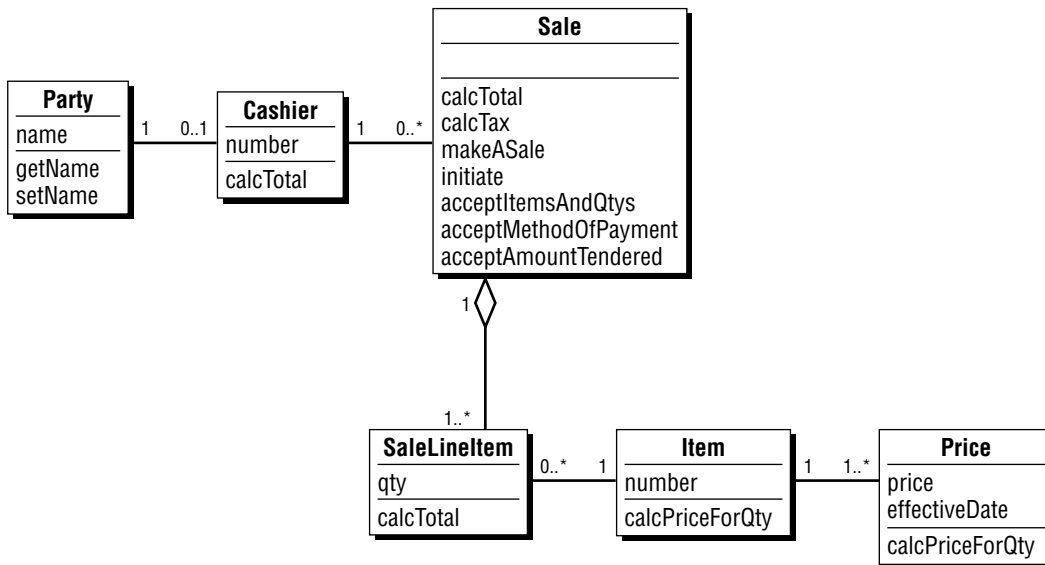 Sale
calcTotal
calcTax
makeASale
initiate
acceptItemsAndQtys
acceptMethodOfPayment
acceptAmountTendered
Party
name
getName
setName
1 0..1
Cashier
number
calcTotal
1 0..*
1
1..*
SaleLineItem
qty
calcTotal
0..* 1
Item
number
calcPriceForQty
1 1..*
Price
price
effectiveDate
calcPriceForQty